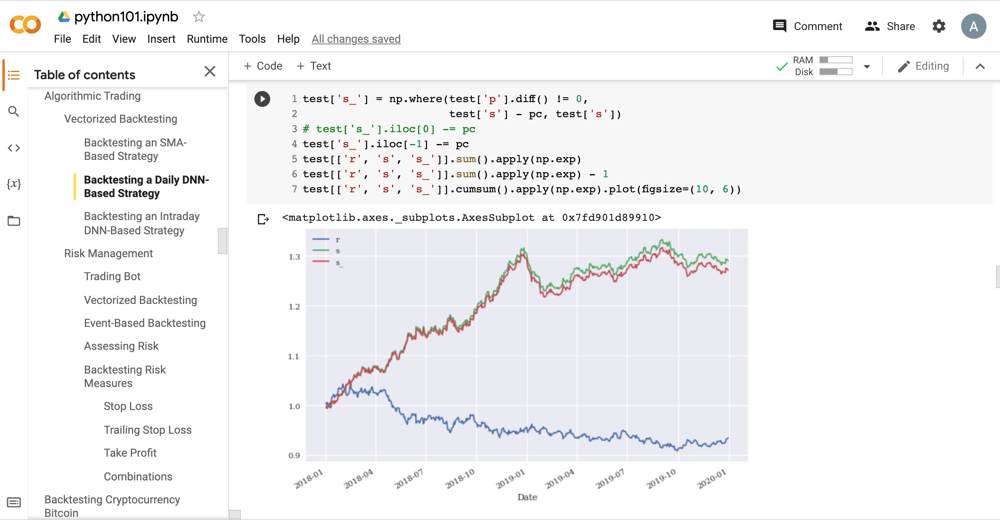 python101.ipynb
File Edit View Insert Runtime Tools Help All changes saved
Comment Share A
Table of contents
Algorithmic Trading
Vectorized Backtesting
Backtesting an SMA-
Based Strategy
Backtesting a Daily DNN-
Based Strategy
Backtesting an Intraday
DNN-Based Strategy
Risk Management
Trading Bot
Vectorized Backtesting
Event-Based Backtesting
Assessing Risk
Backtesting Risk
Measures
Stop Loss
Trailing Stop Loss
Take Profit
Combinations
Backtesting Cryptocurrency
Bitcoin
{x}
+ Code + Text
RAM
Disk
Editing
1 test['s_'] = np.where(test['p'].diff() != 0,
2 test['s'] - pc, test['s'])
3 # test['s_'].iloc[0] -= pc
4 test['s_'].iloc[-1] -= pc
5 test[['r', 's', 's_']].sum().apply(np.exp)
6 test[['r', 's', 's_']].sum().apply(np.exp) - 1
7 test[['r', 's', 's_']].cumsum().apply(np.exp).plot(figsize=(10, 6))
<matplotlib.axes._subplots.AxesSubplot at 0x7fd901d89910>
r
s
s_
1.3
1.2
1.1
1.0
0.9
2018-01 2018-04 2018-07 2018-10 2019-01 2019-04 2019-07 2019-10 2020-01
Date